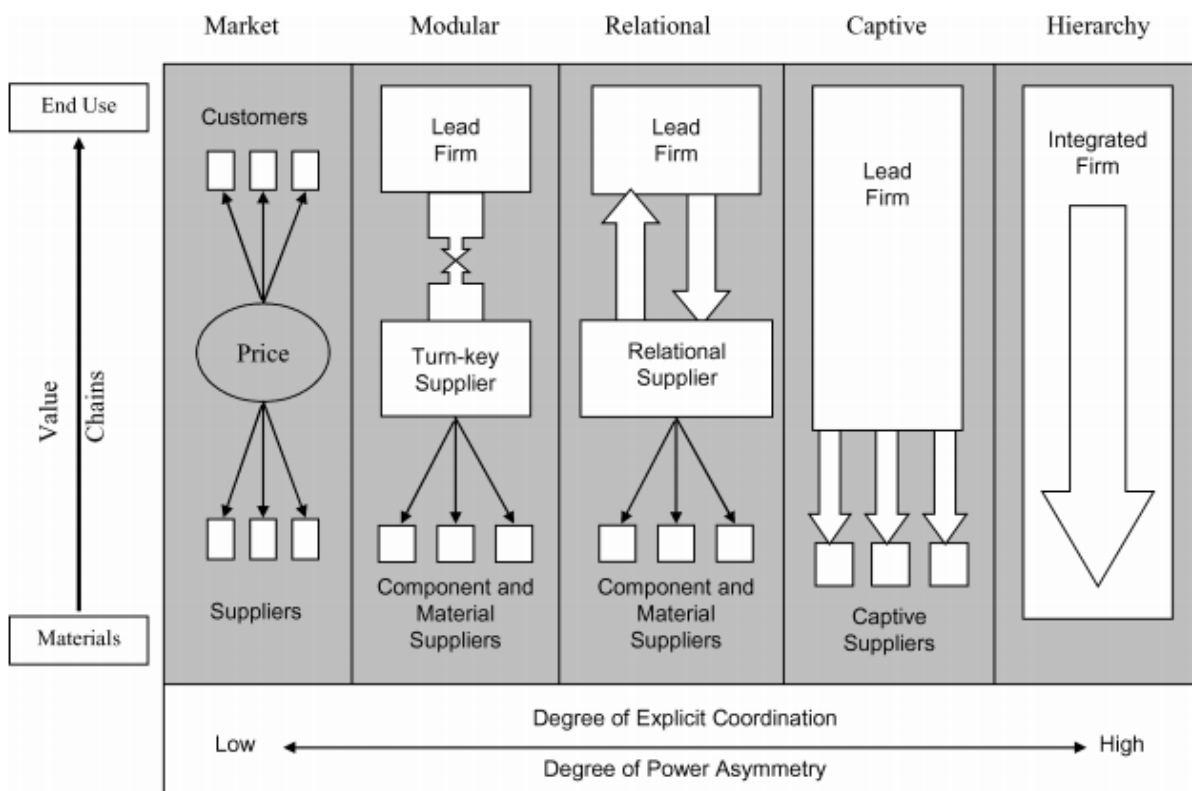 Market
Modular
Relational
Captive
Hierarchy
End Use
Value
Chains
Materials
Customers
Price
Suppliers
Lead
Firm
Turn-key
Supplier
Component and
Material
Suppliers
Lead
Firm
Relational
Supplier
Component and
Material
Suppliers
Lead
Firm
Captive
Suppliers
Integrated
Firm
Degree of Explicit Coordination
Low
High
Degree of Power Asymmetry